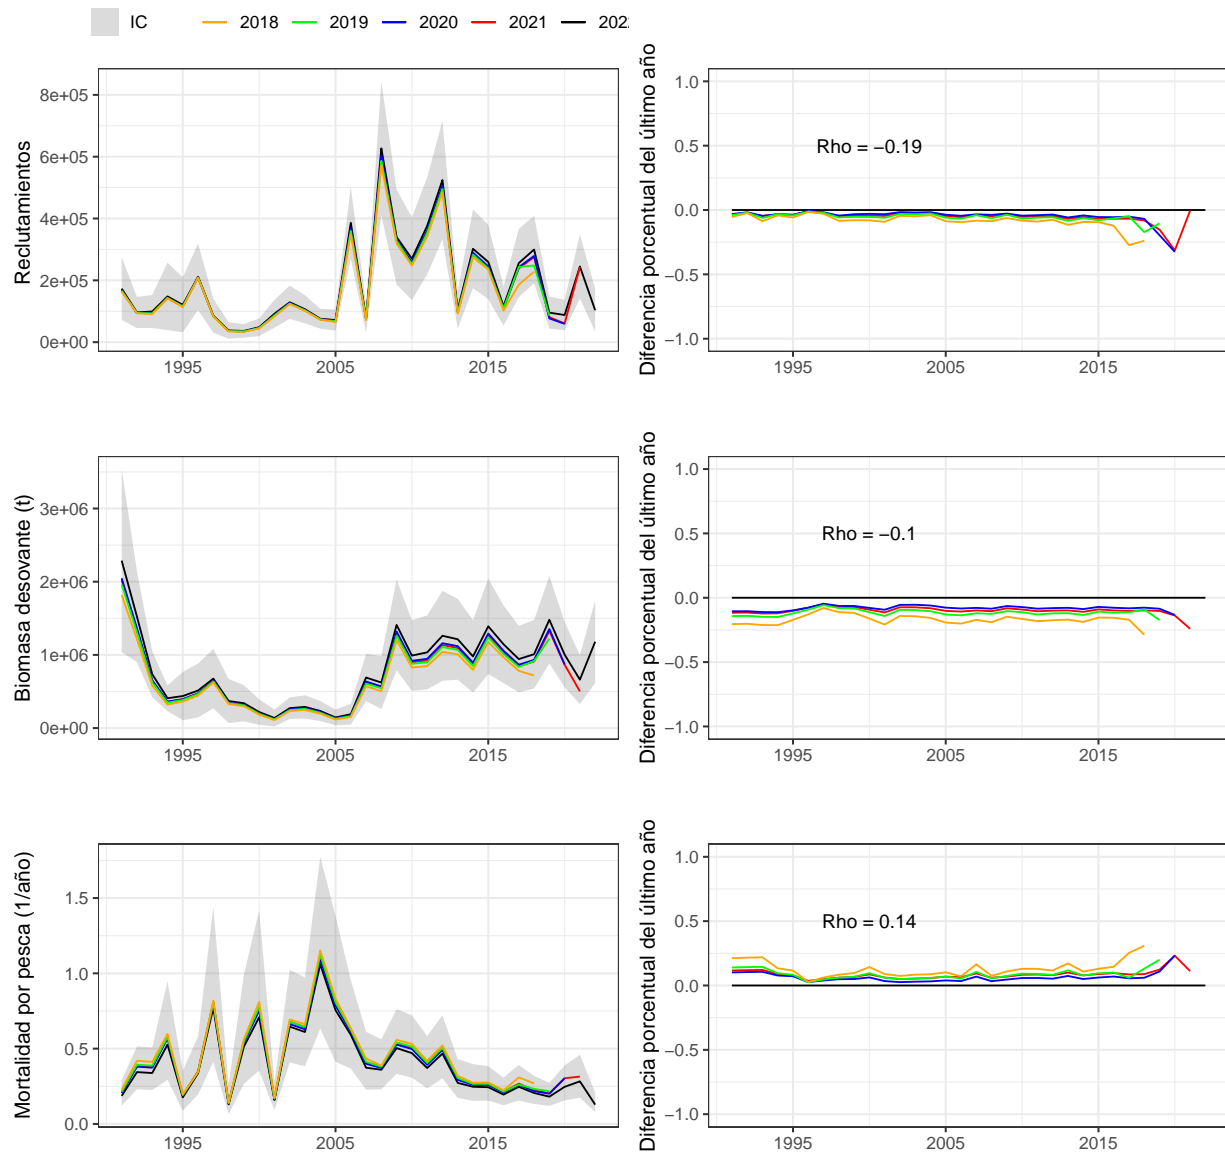 IC 2018 2019 2020 2021
Reclutamientos
8e+05
6e+05
4e+05
2e+05
0e+00
1995 2005 2015
Diferencia porcentual del último año
1.0
0.5
0.0
−0.5
−1.0
Rho = −0.19
1995 2005 2015
Biomasa desovante (t)
3e+06
2e+06
1e+06
0e+00
1995 2005 2015
Diferencia porcentual del último año
1.0
0.5
0.0
−0.5
−1.0
Rho = −0.1
1995 2005 2015
Mortalidad por pesca (1/año)
1.5
1.0
0.5
0.0
1995 2005 2015
Diferencia porcentual del último año
1.0
0.5
0.0
−0.5
−1.0
Rho = 0.14
1995 2005 2015